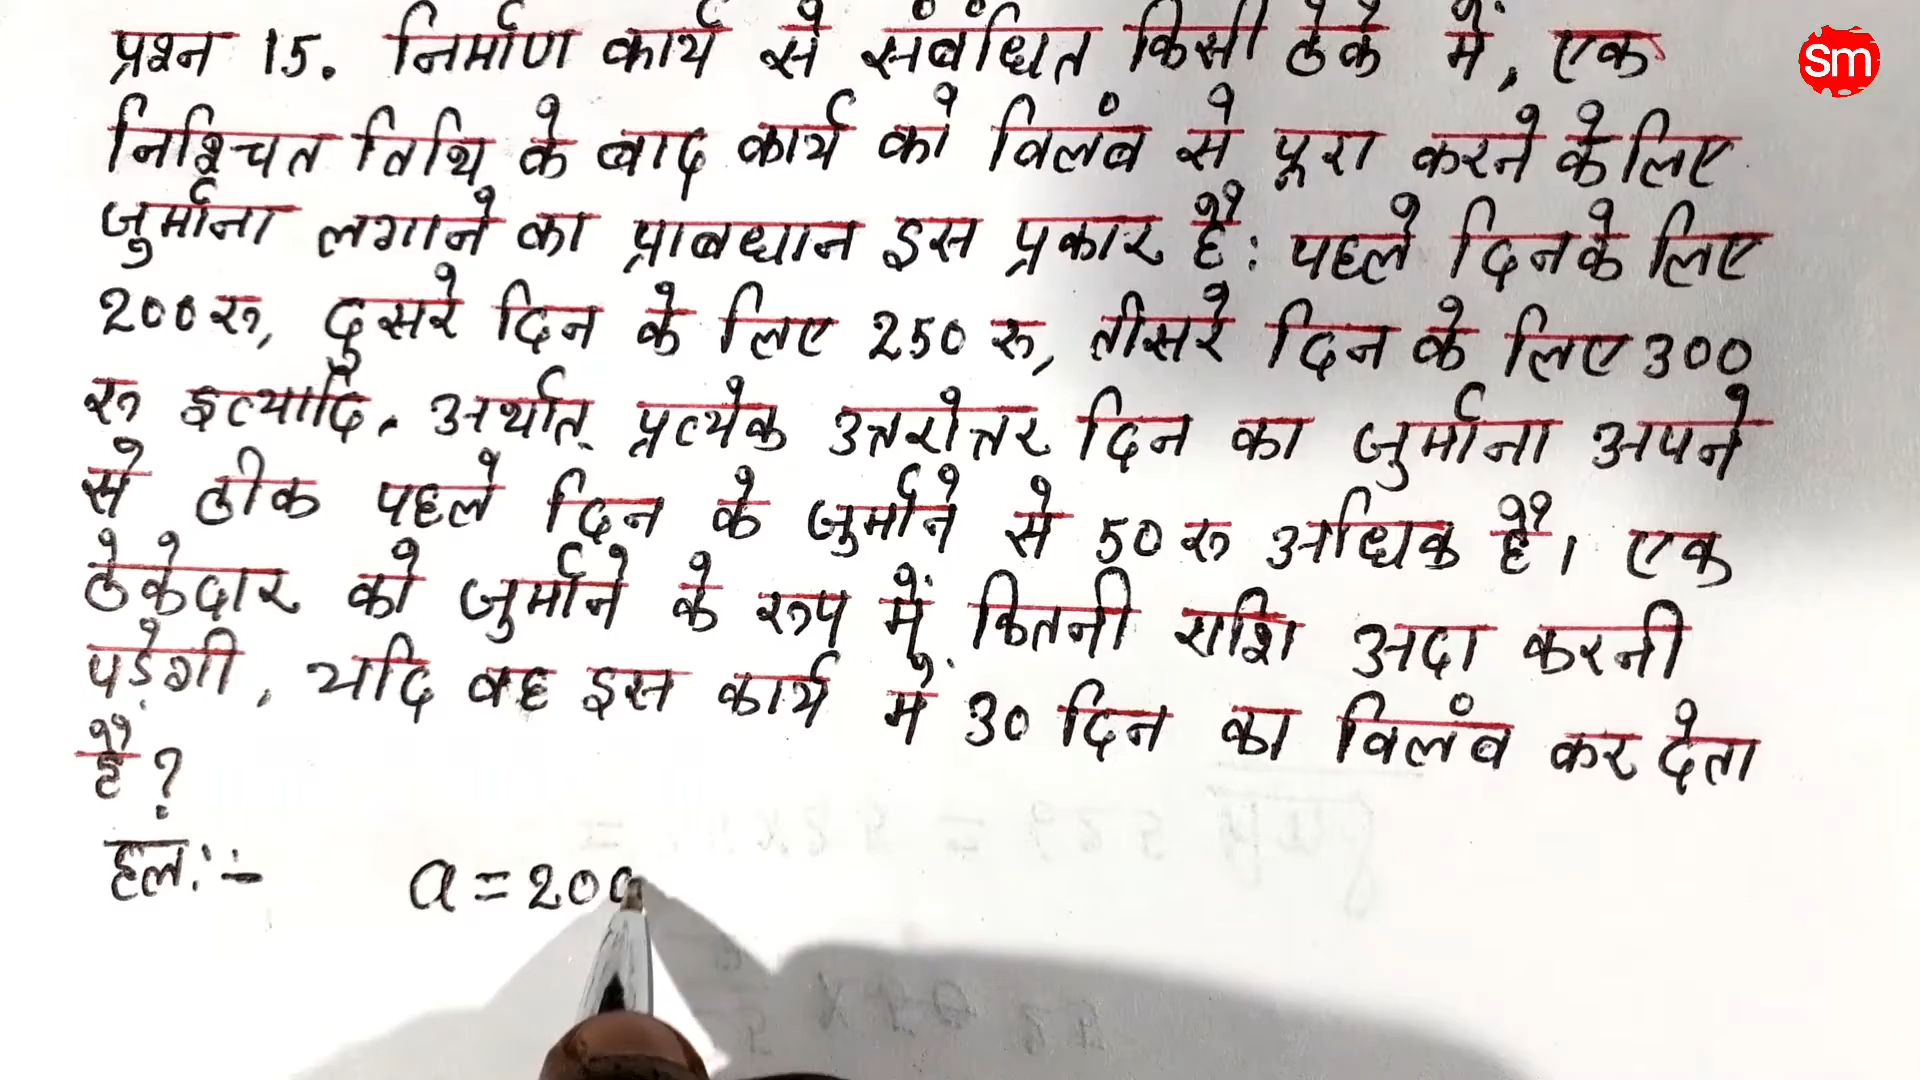 प्रश्न 15. निर्माण कार्य से संबंधित किसी ठेके में, एक
निश्चित तिथि के बाद कार्य को विलंब से पूरा करने के लिए
जुर्माना लगाने का प्राबधान इस प्रकार है: पहले दिन के लिए
200 रु, दुसरे दिन के लिए 250 रु, तीसरे दिन के लिए 300
रु इत्यादि. अर्थात् प्रत्येक उत्तरोत्तर दिन का जुर्माना अपने
से ठीक पहले दिन के जुर्माने से 50 रु अधिक है। एक
ठेकेदार को जुर्माने के रुप में कितनी राशि अदा करनी
पड़ेगी, यदि वह इस कार्य में 30 दिन का विलंब कर देता
है ?
हल:- a = 200
sm